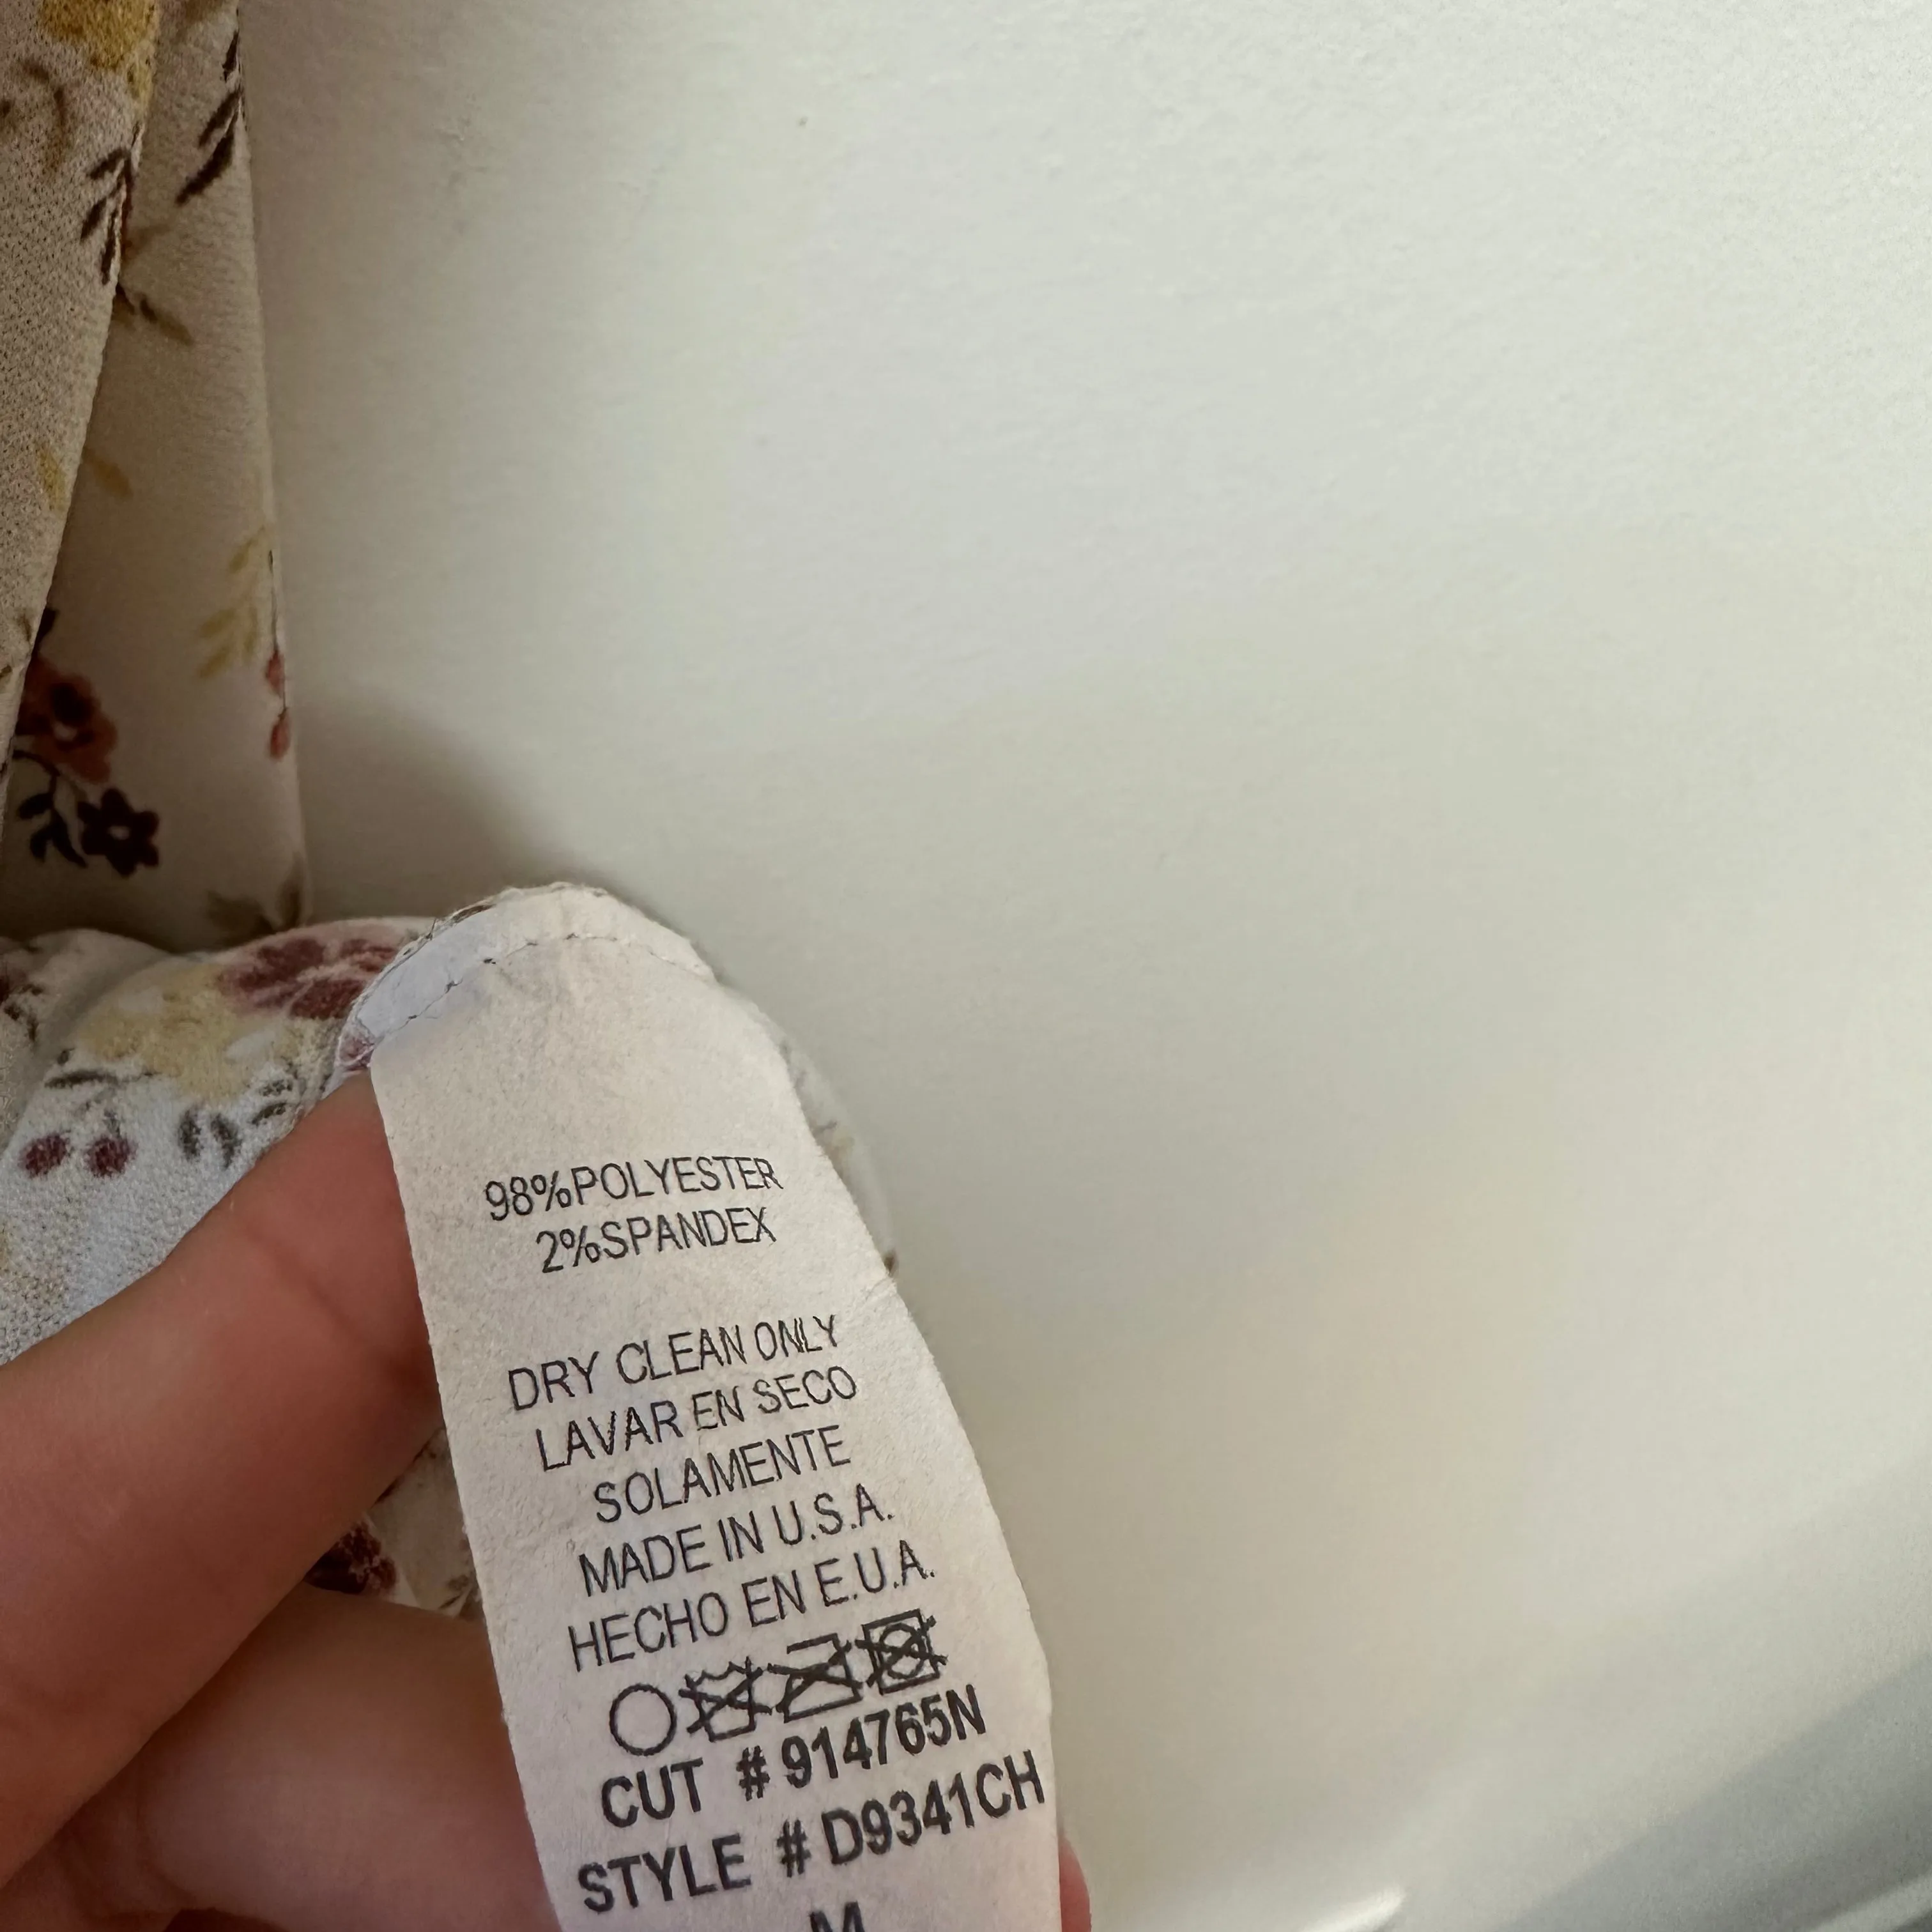 98%POLYESTER
2%SPANDEX
DRY CLEAN ONLY
LAVAR EN SECO
SOLAMENTE
MADE IN U.S.A.
HECHO EN E.U.A.
CUT # 914765N
STYLE # D9341CH
M